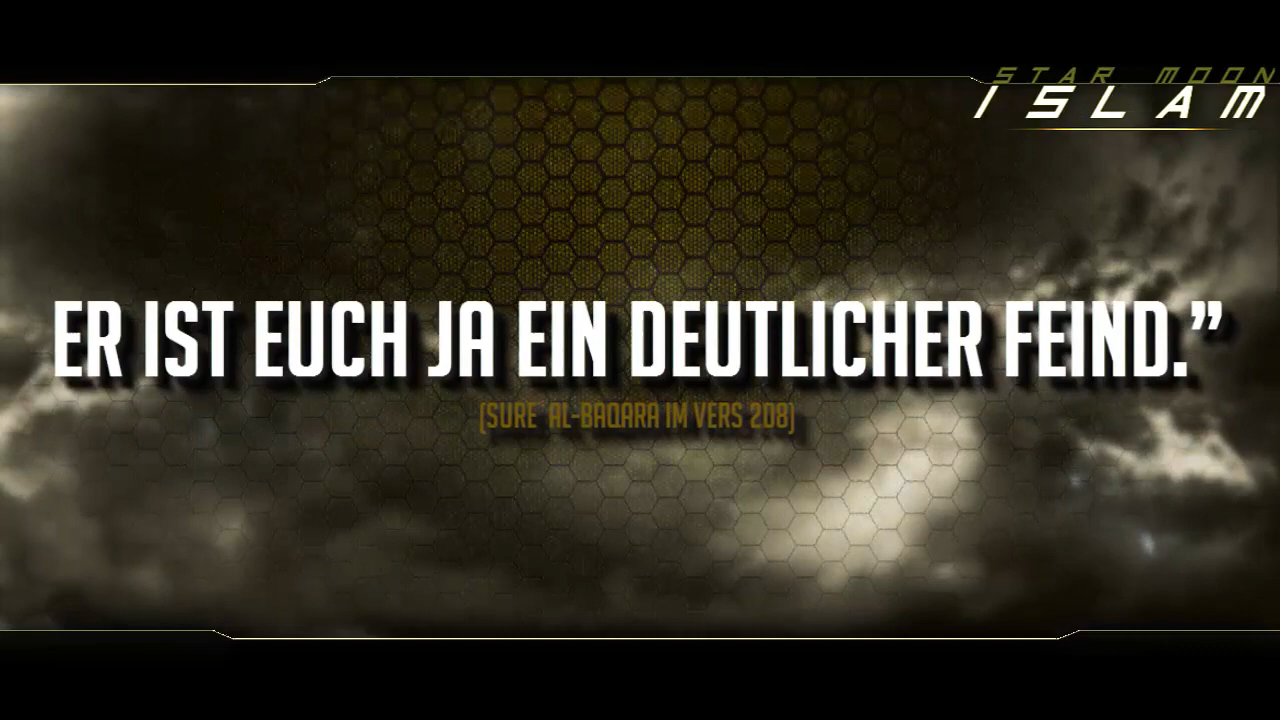 STAR MOON
ISLAM
ER IST EUCH JA EIN DEUTLICHER FEIND.”
(SURE AL-BAQARA IM VERS 208)